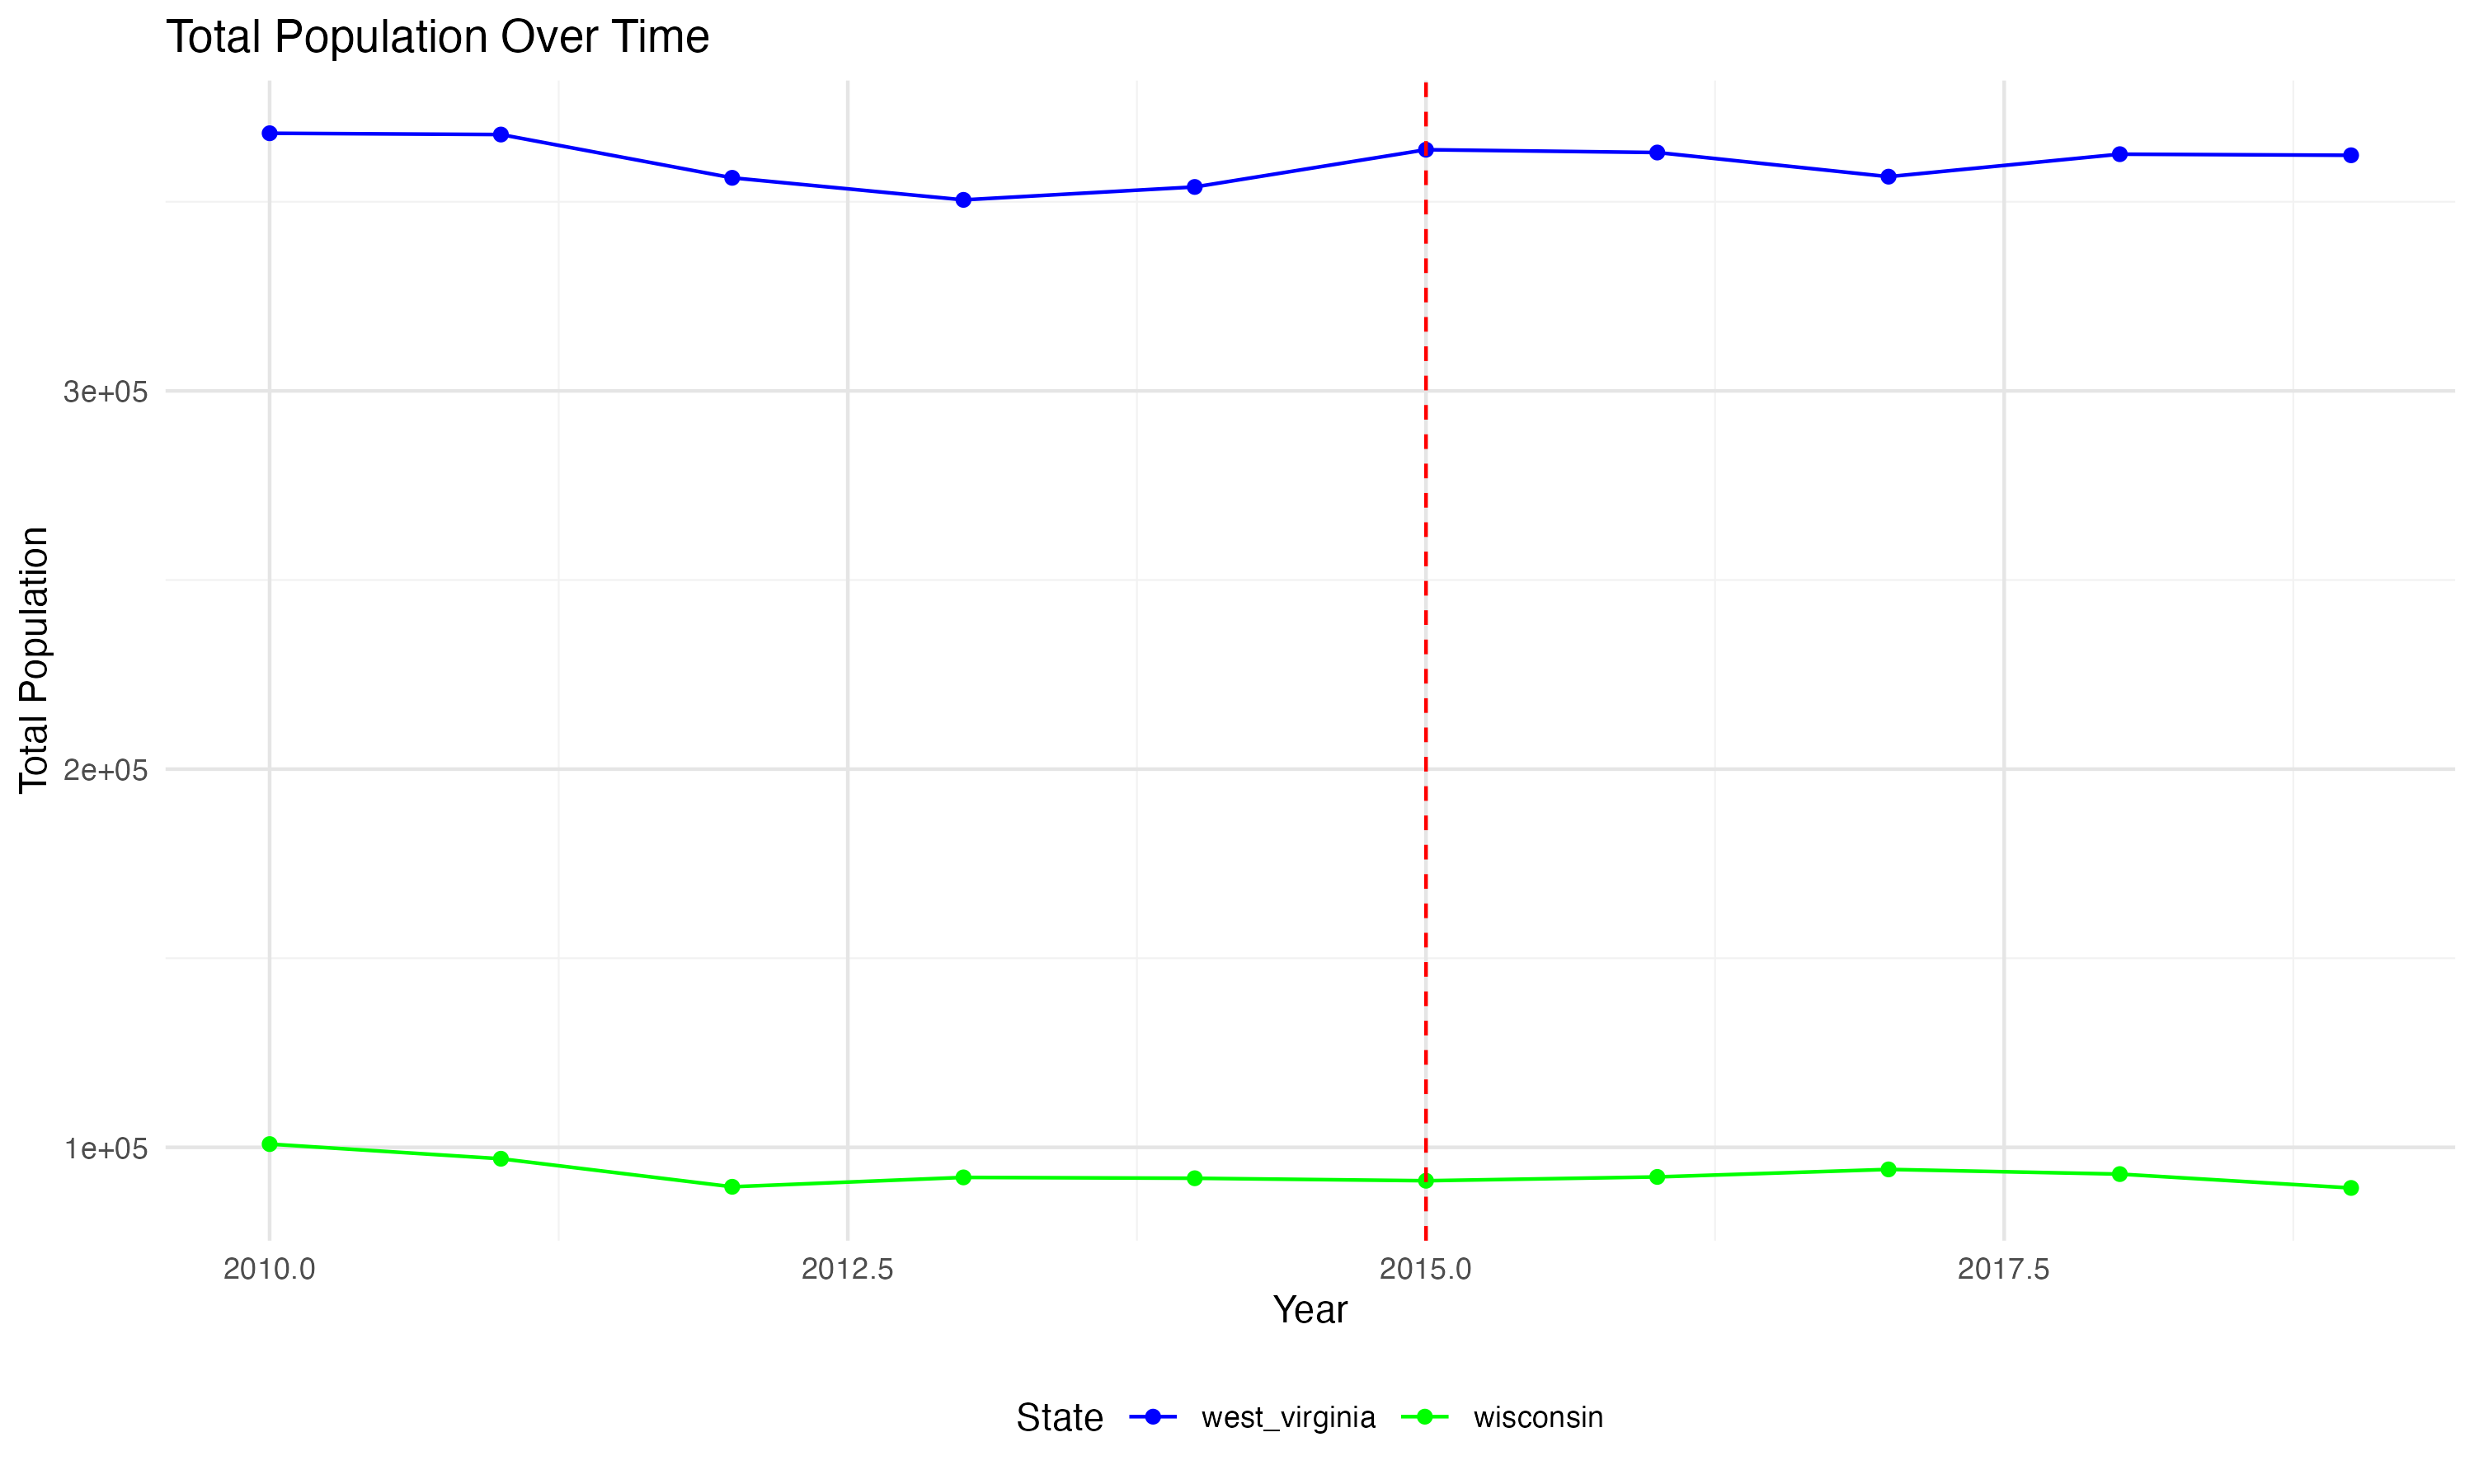 Total Population Over Time
Total Population
3e+05
2e+05
1e+05
2010.0 2012.5 2015.0 2017.5
Year
State west_virginia wisconsin